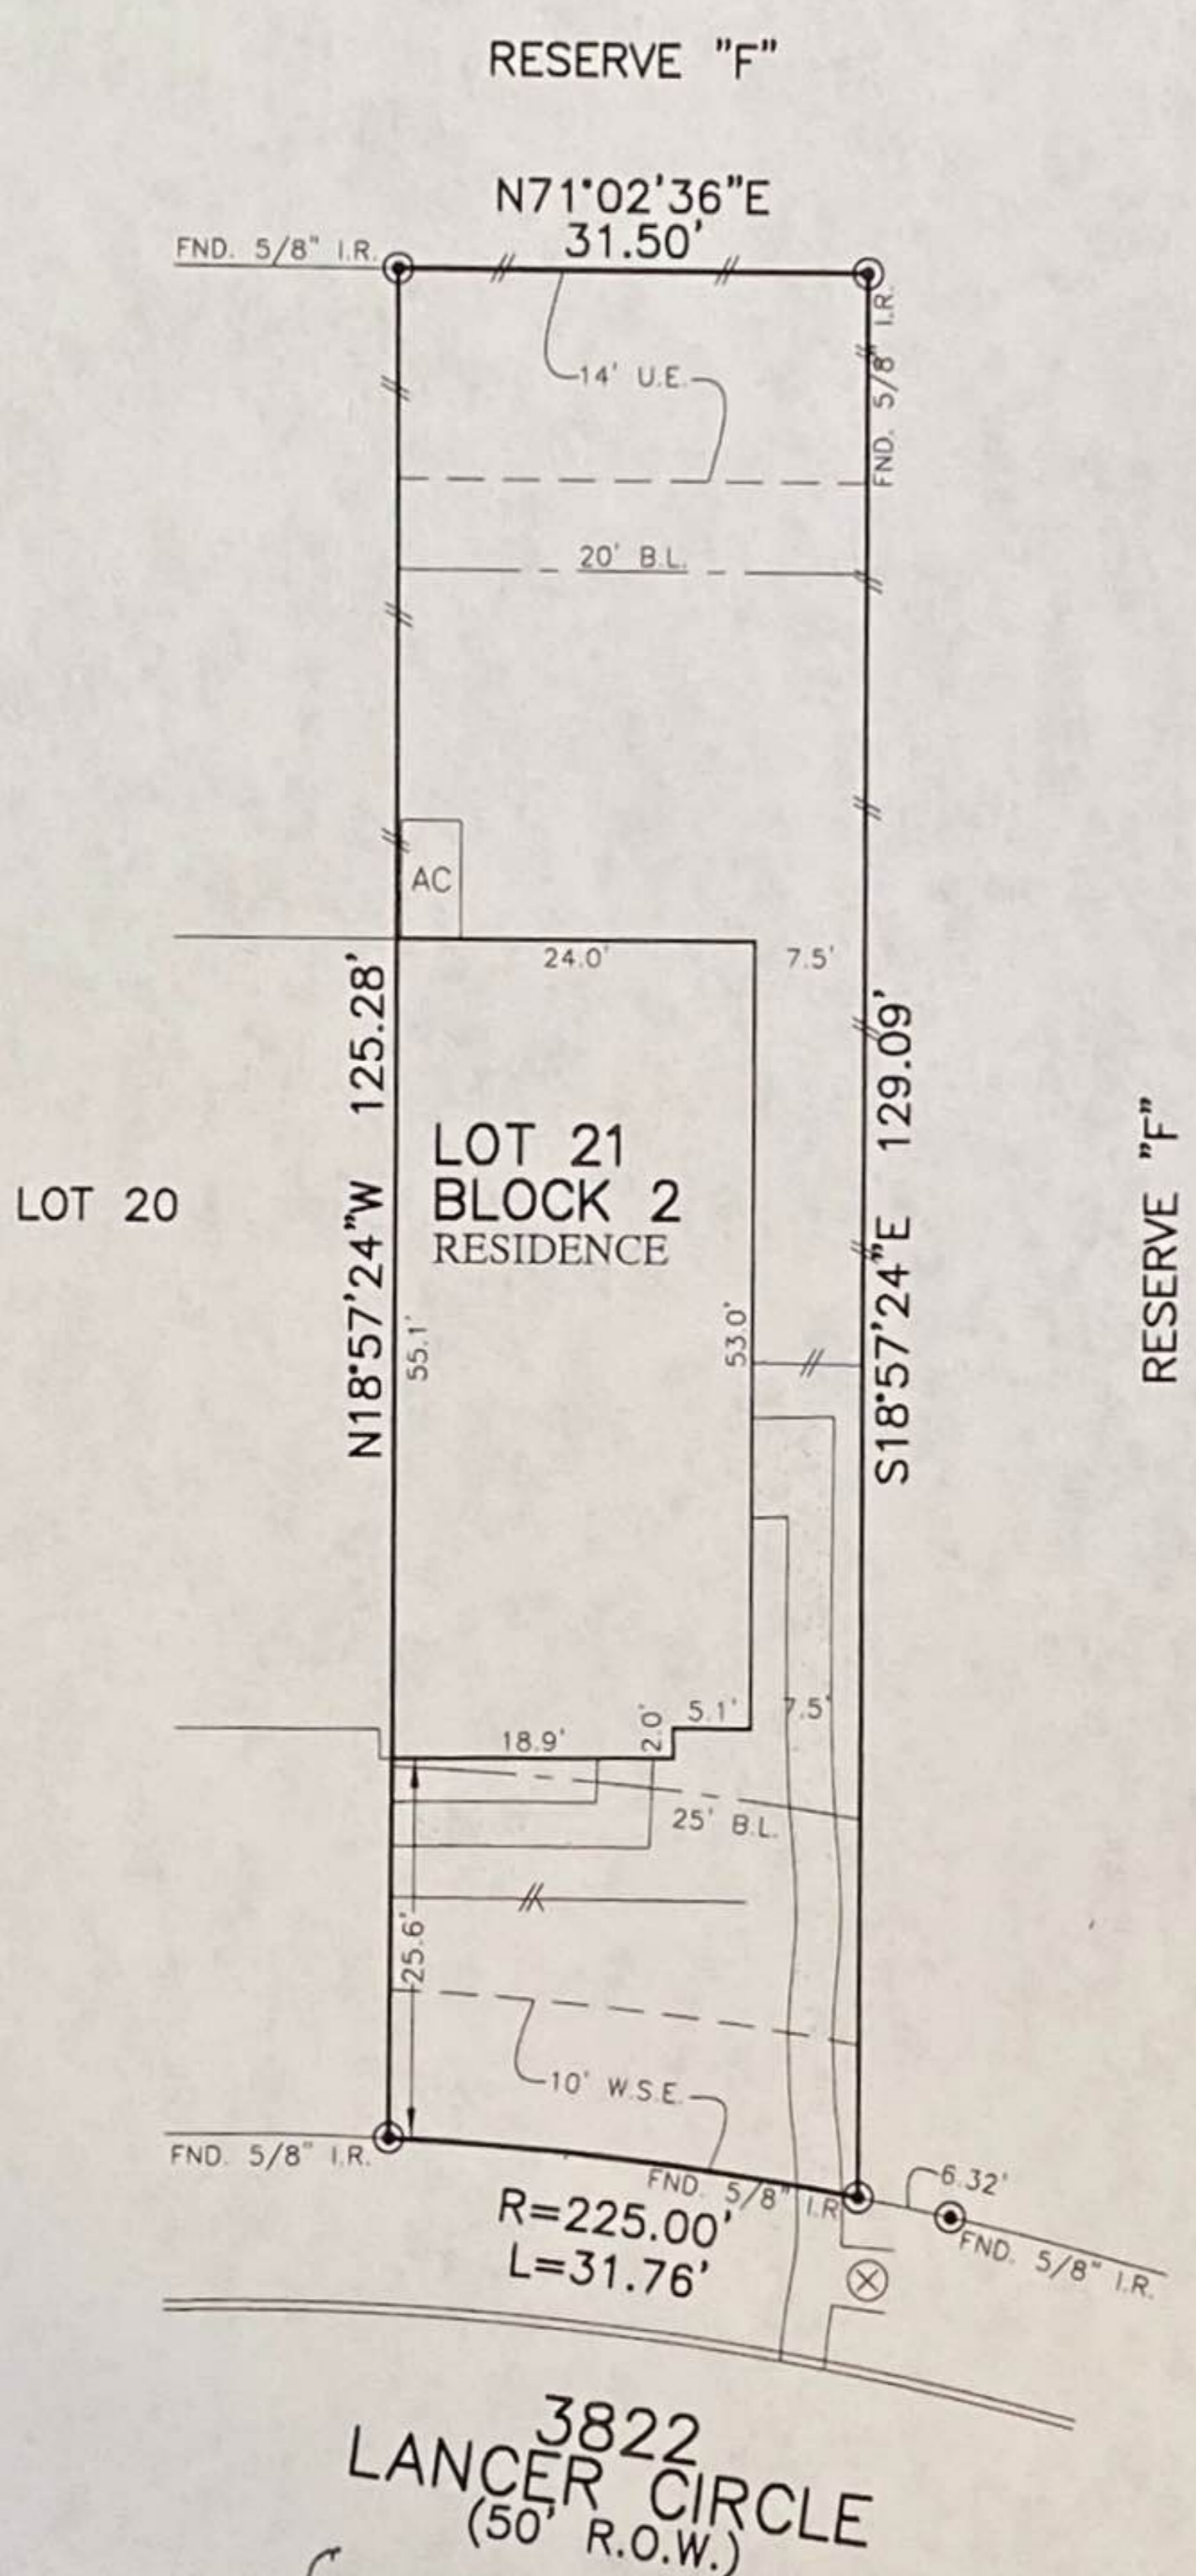 RESERVE "F"
N71°02'36"E
31.50'
FND. 5/8" I.R.
FND. 5/8" I.R.
14' U.E.
20' B.L.
AC
24.0'
7.5'
N18°57'24"W 125.28'
S18°57'24"E 129.09'
LOT 21
BLOCK 2
RESIDENCE
LOT 20
RESERVE "F"
55.1'
53.0'
5.1'
7.5'
2.0'
18.9'
25' B.L.
25.6'
10' W.S.E.
FND. 5/8" I.R.
FND. 5/8" I.R.
6.32'
FND. 5/8" I.R.
R=225.00'
L=31.76'
3822
LANCER CIRCLE
(50' R.O.W.)